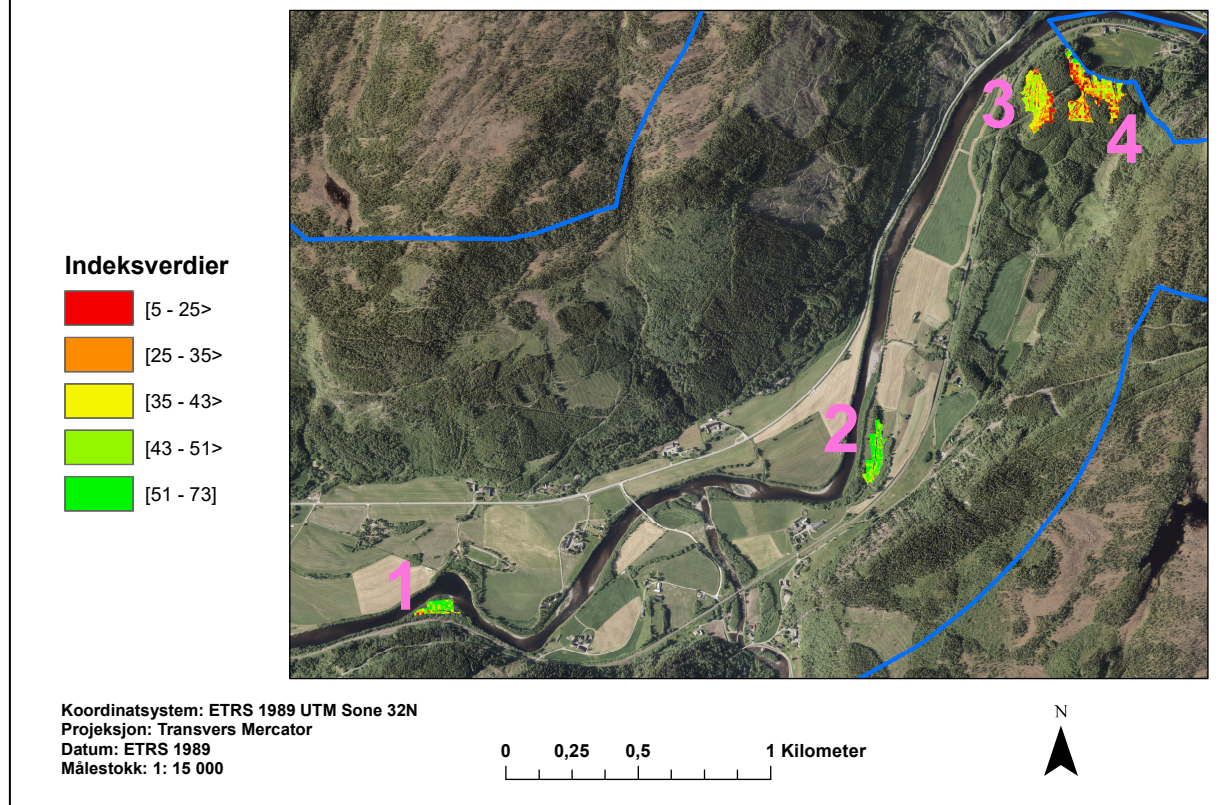 3
4
Indeksverdier
[5 - 25>
[25 - 35>
[35 - 43>
[43 - 51>
[51 - 73]
2
1
Koordinatsystem: ETRS 1989 UTM Sone 32N
Projeksjon: Transvers Mercator
Datum: ETRS 1989
Målestokk: 1: 15 000
0 0,25 0,5 1 Kilometer
N